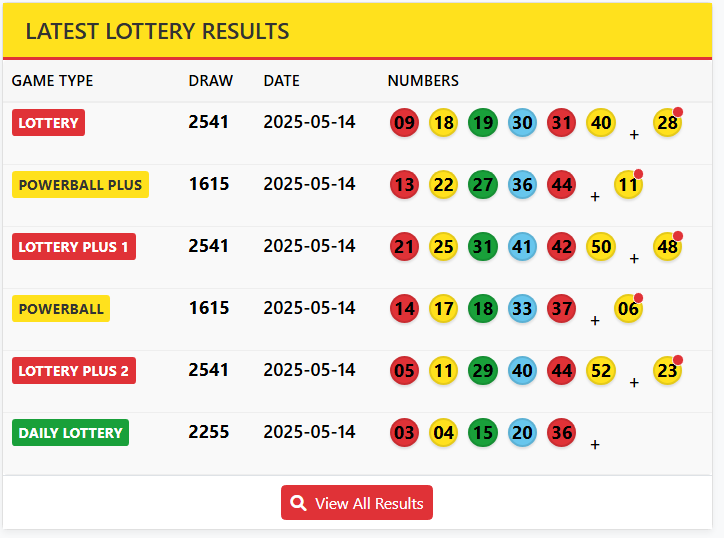 LATEST LOTTERY RESULTS
GAME TYPE DRAW DATE NUMBERS
LOTTERY 2541 2025-05-14 09 18 19 30 31 40 + 28
POWERBALL PLUS 1615 2025-05-14 13 22 27 36 44 + 11
LOTTERY PLUS 1 2541 2025-05-14 21 25 31 41 42 50 + 48
POWERBALL 1615 2025-05-14 14 17 18 33 37 + 06
LOTTERY PLUS 2 2541 2025-05-14 05 11 29 40 44 52 + 23
DAILY LOTTERY 2255 2025-05-14 03 04 15 20 36 +
View All Results